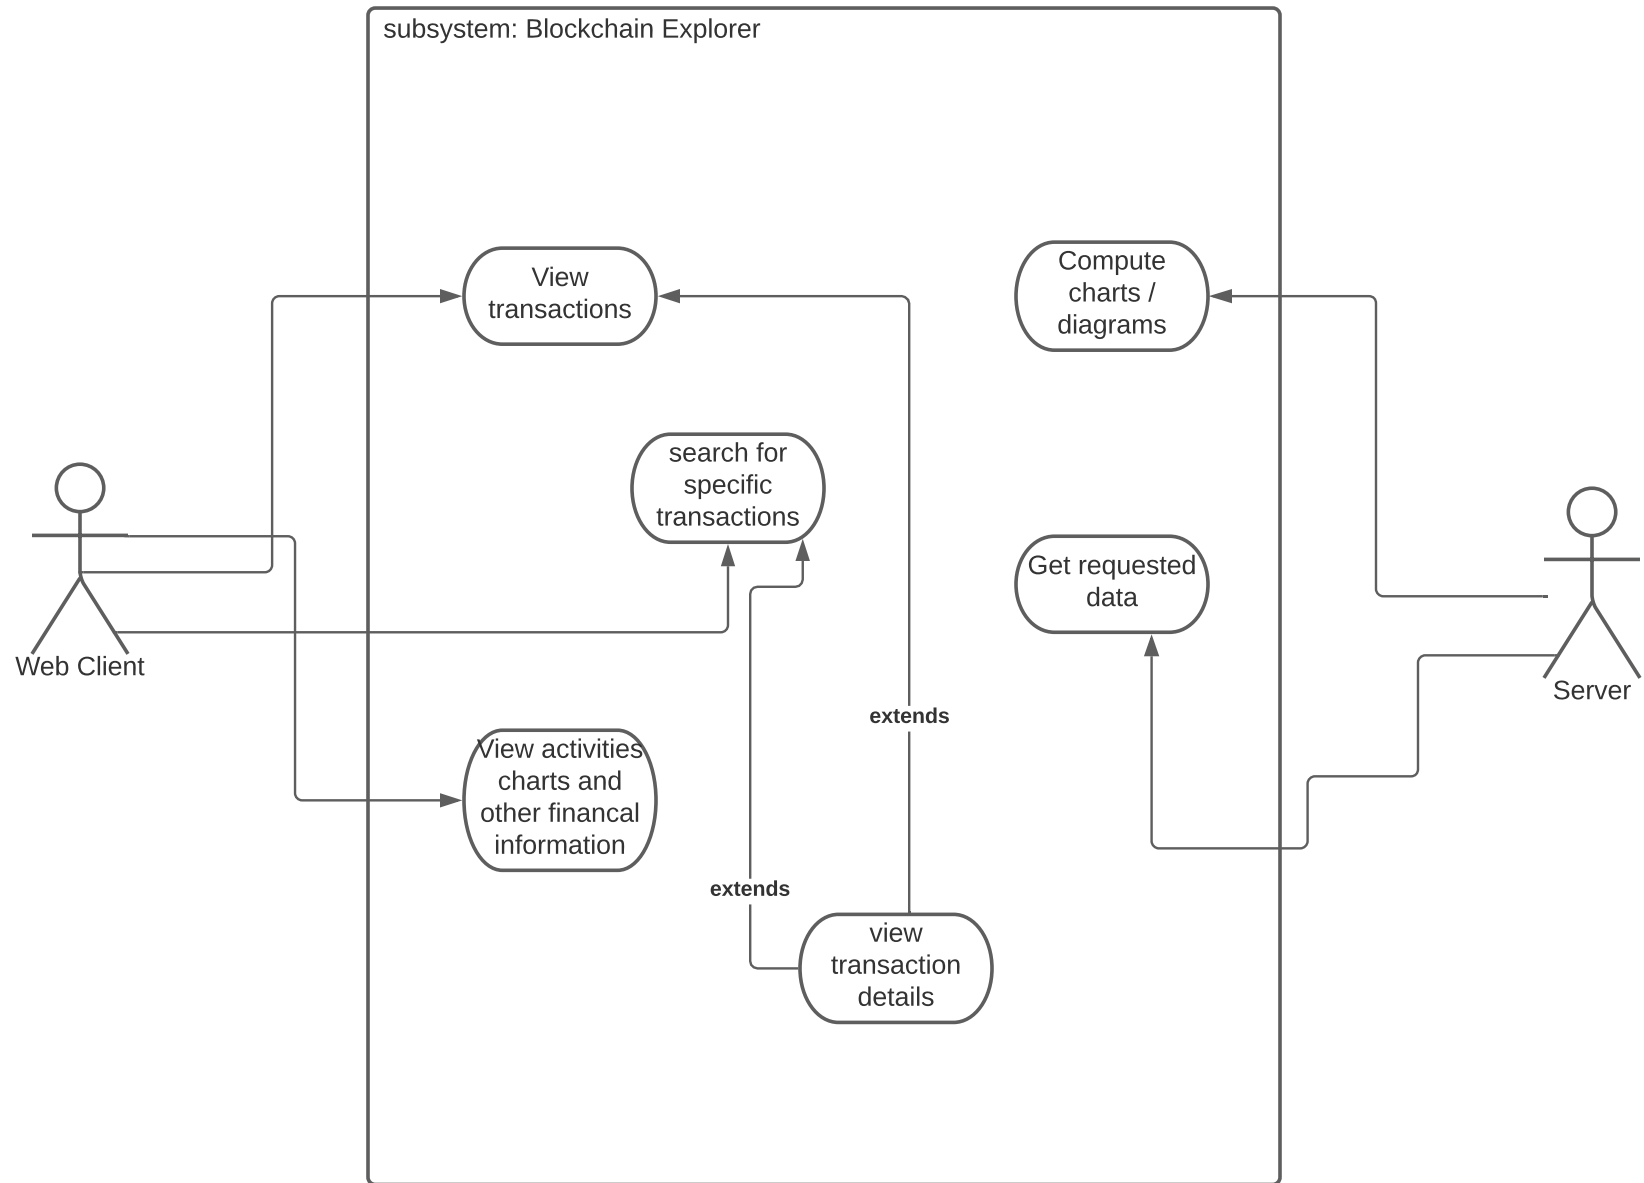 subsystem: Blockchain Explorer
View
transactions
Compute
charts /
diagrams
search for
specific
transactions
Get requested
data
Web Client
Server
extends
View activities
charts and
other financal
information
extends
view
transaction
details